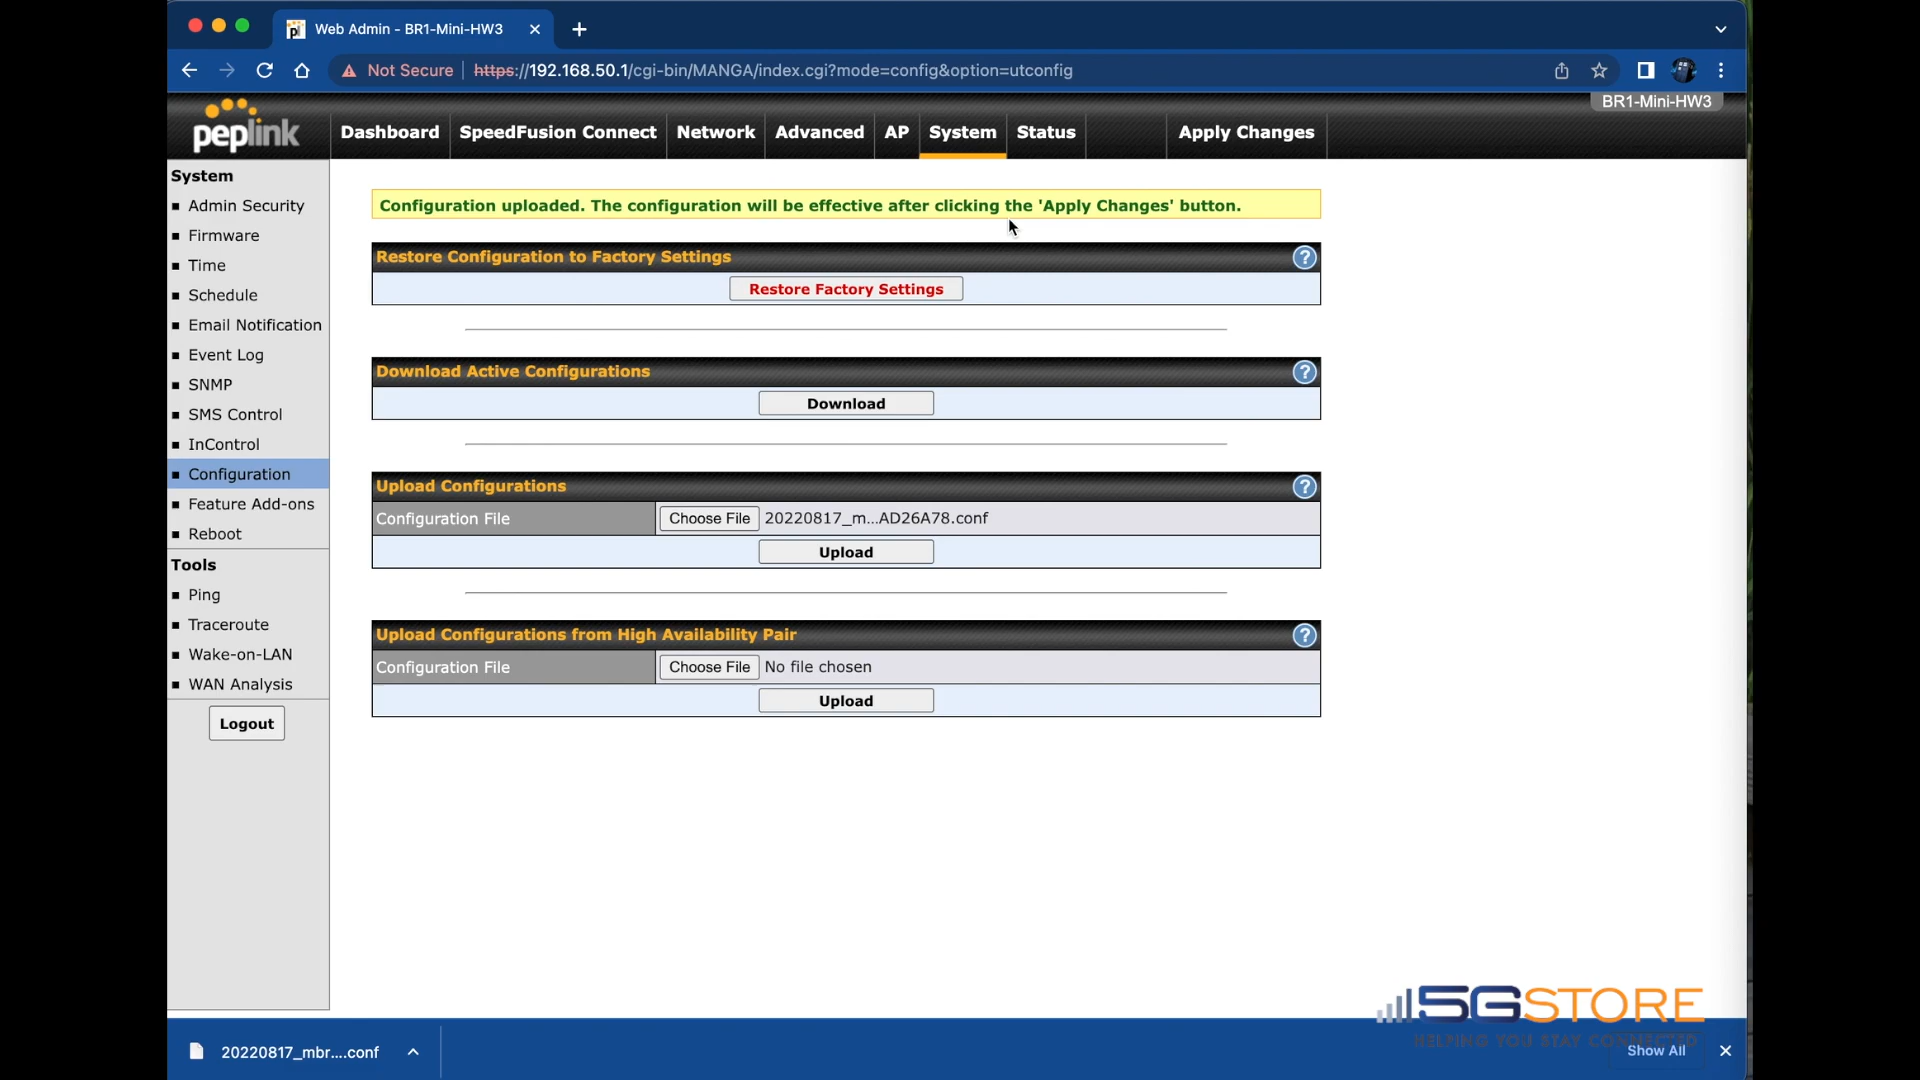 Web Admin - BR1-Mini-HW3
Not Secure
https://192.168.50.1/cgi-bin/MANGA/index.cgi?mode=config&option=utconfig
BR1-Mini-HW3
peplink
Dashboard
SpeedFusion Connect
Network
Advanced
AP
System
Status
Apply Changes
System
Admin Security
Firmware
Time
Schedule
Email Notification
Event Log
SNMP
SMS Control
InControl
Configuration
Feature Add-ons
Reboot
Tools
Ping
Traceroute
Wake-on-LAN
WAN Analysis
Logout
Configuration uploaded. The configuration will be effective after clicking the 'Apply Changes' button.
Restore Configuration to Factory Settings
?
Restore Factory Settings
Download Active Configurations
?
Download
Upload Configurations
?
Configuration File
Choose File
20220817_m...AD26A78.conf
Upload
Upload Configurations from High Availability Pair
?
Configuration File
Choose File
No file chosen
Upload
5GSTORE
HELPING YOU STAY CONNECTED
20220817_mbr....conf
Show All